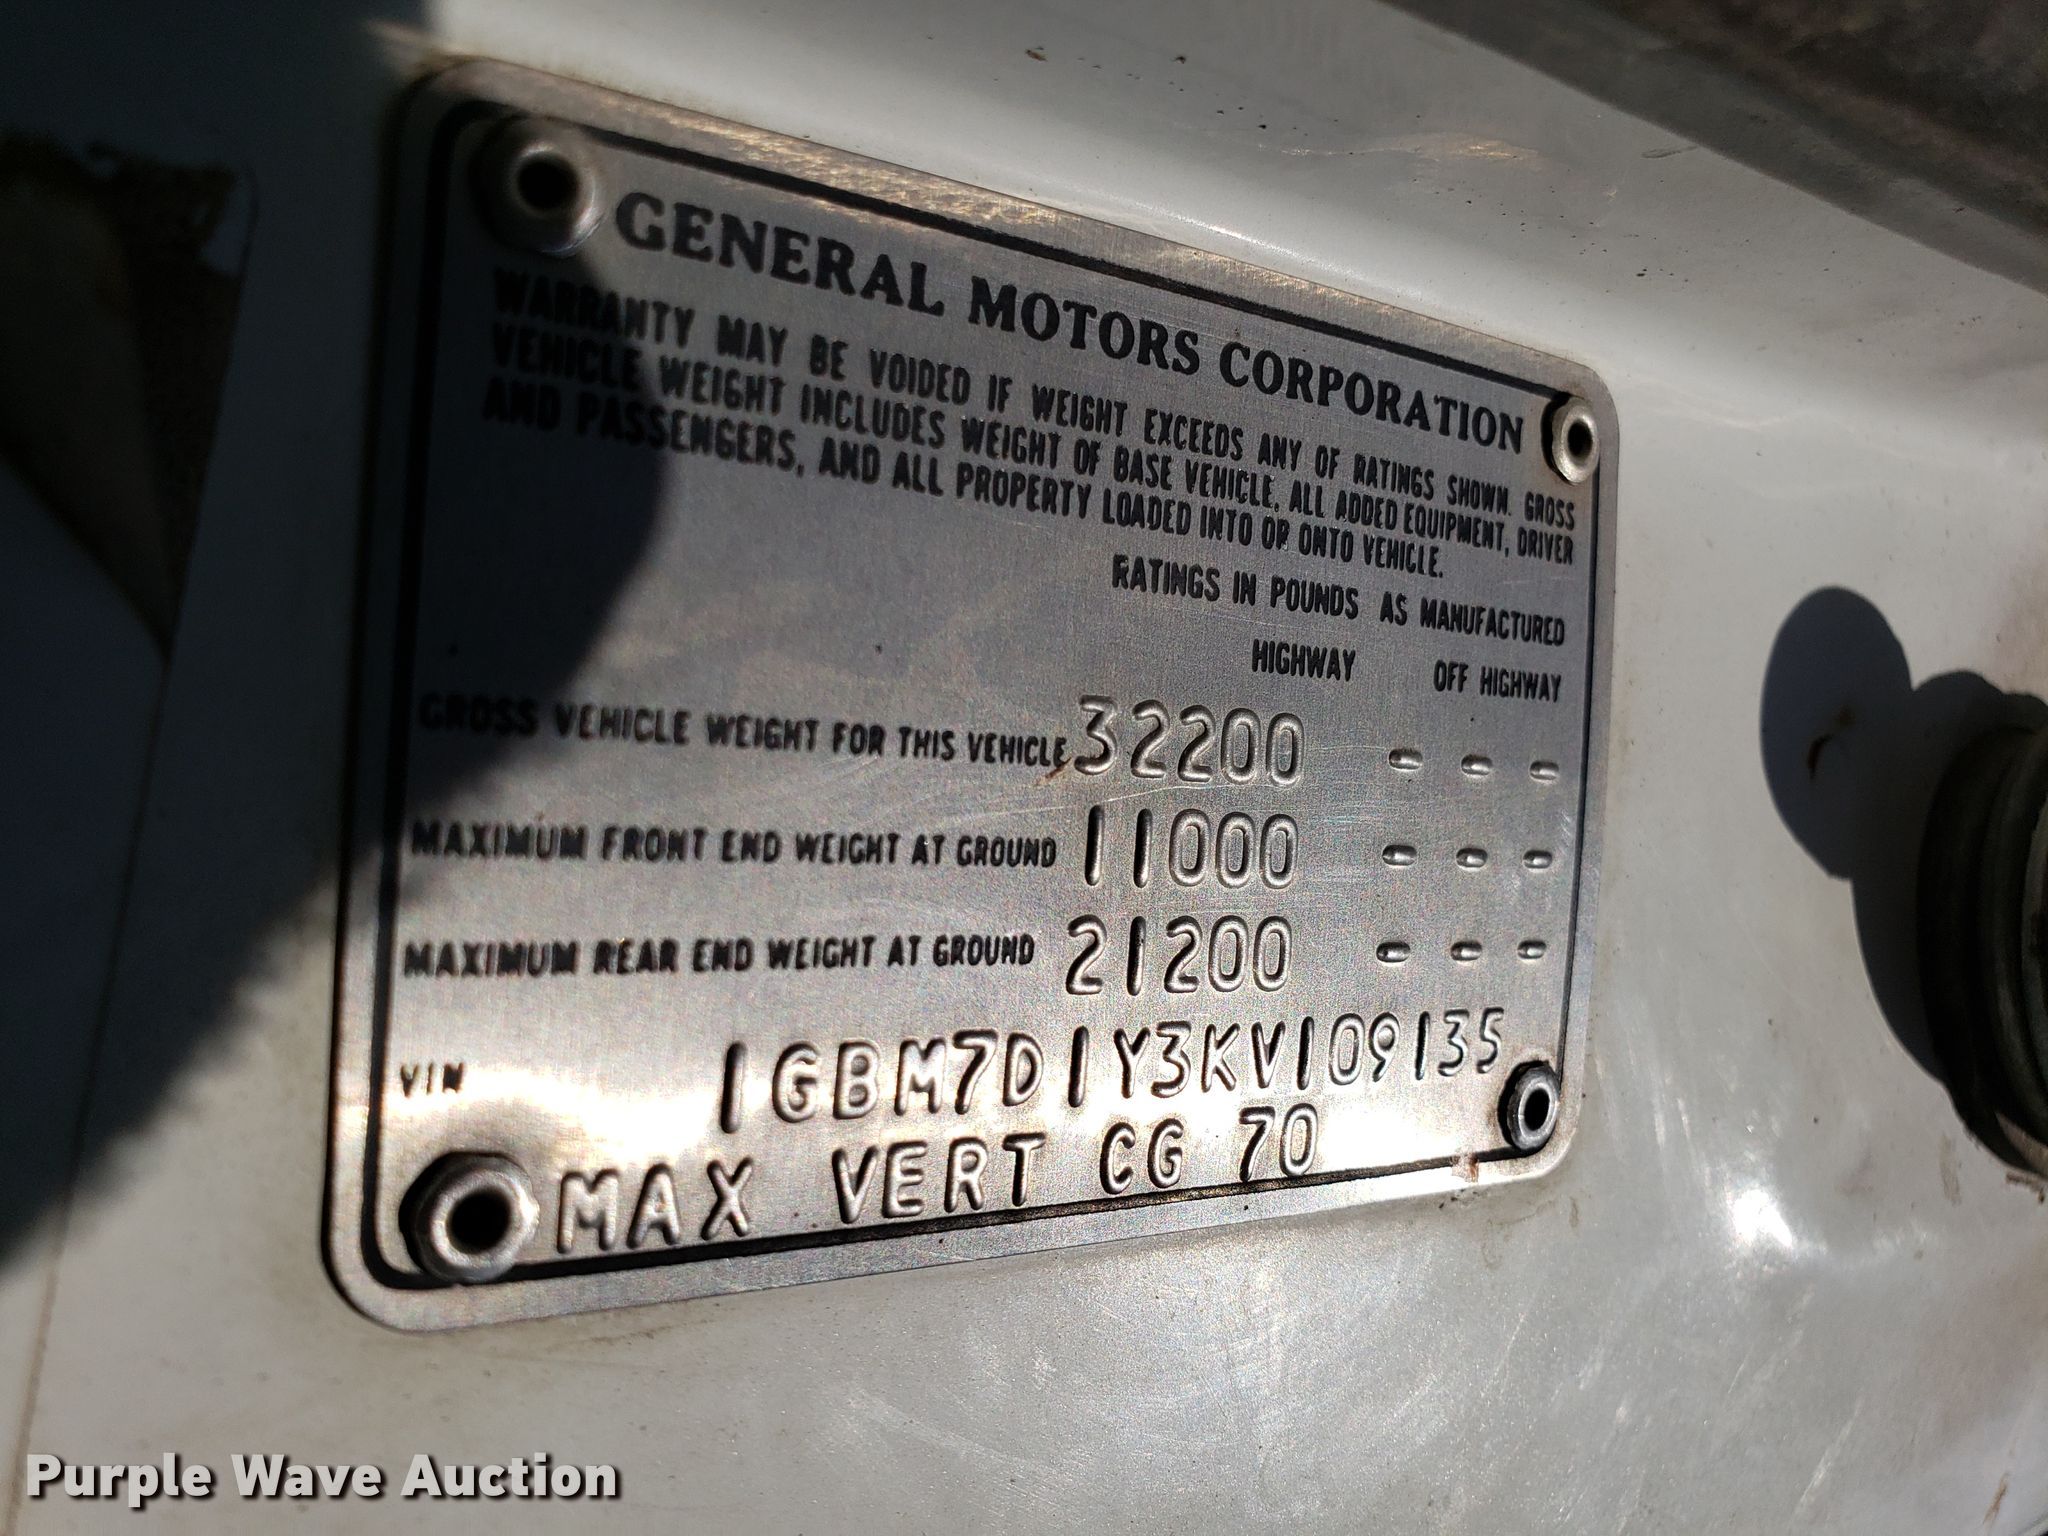 GENERAL MOTORS CORPORATION
WARRANTY MAY BE VOIDED IF WEIGHT EXCEEDS ANY OF RATINGS SHOWN. GROSS
VEHICLE WEIGHT INCLUDES WEIGHT OF BASE VEHICLE, ALL ADDED EQUIPMENT, DRIVER
AND PASSENGERS, AND ALL PROPERTY LOADED INTO OR ONTO VEHICLE.
RATINGS IN POUNDS AS MANUFACTURED
HIGHWAY OFF HIGHWAY
GROSS VEHICLE WEIGHT FOR THIS VEHICLE 32200 - - -
MAXIMUM FRONT END WEIGHT AT GROUND 11000 - - -
MAXIMUM REAR END WEIGHT AT GROUND 21200 - - -
VIN 1GBM7D1Y3KV109135
MAX VERT CG 70
Purple Wave Auction